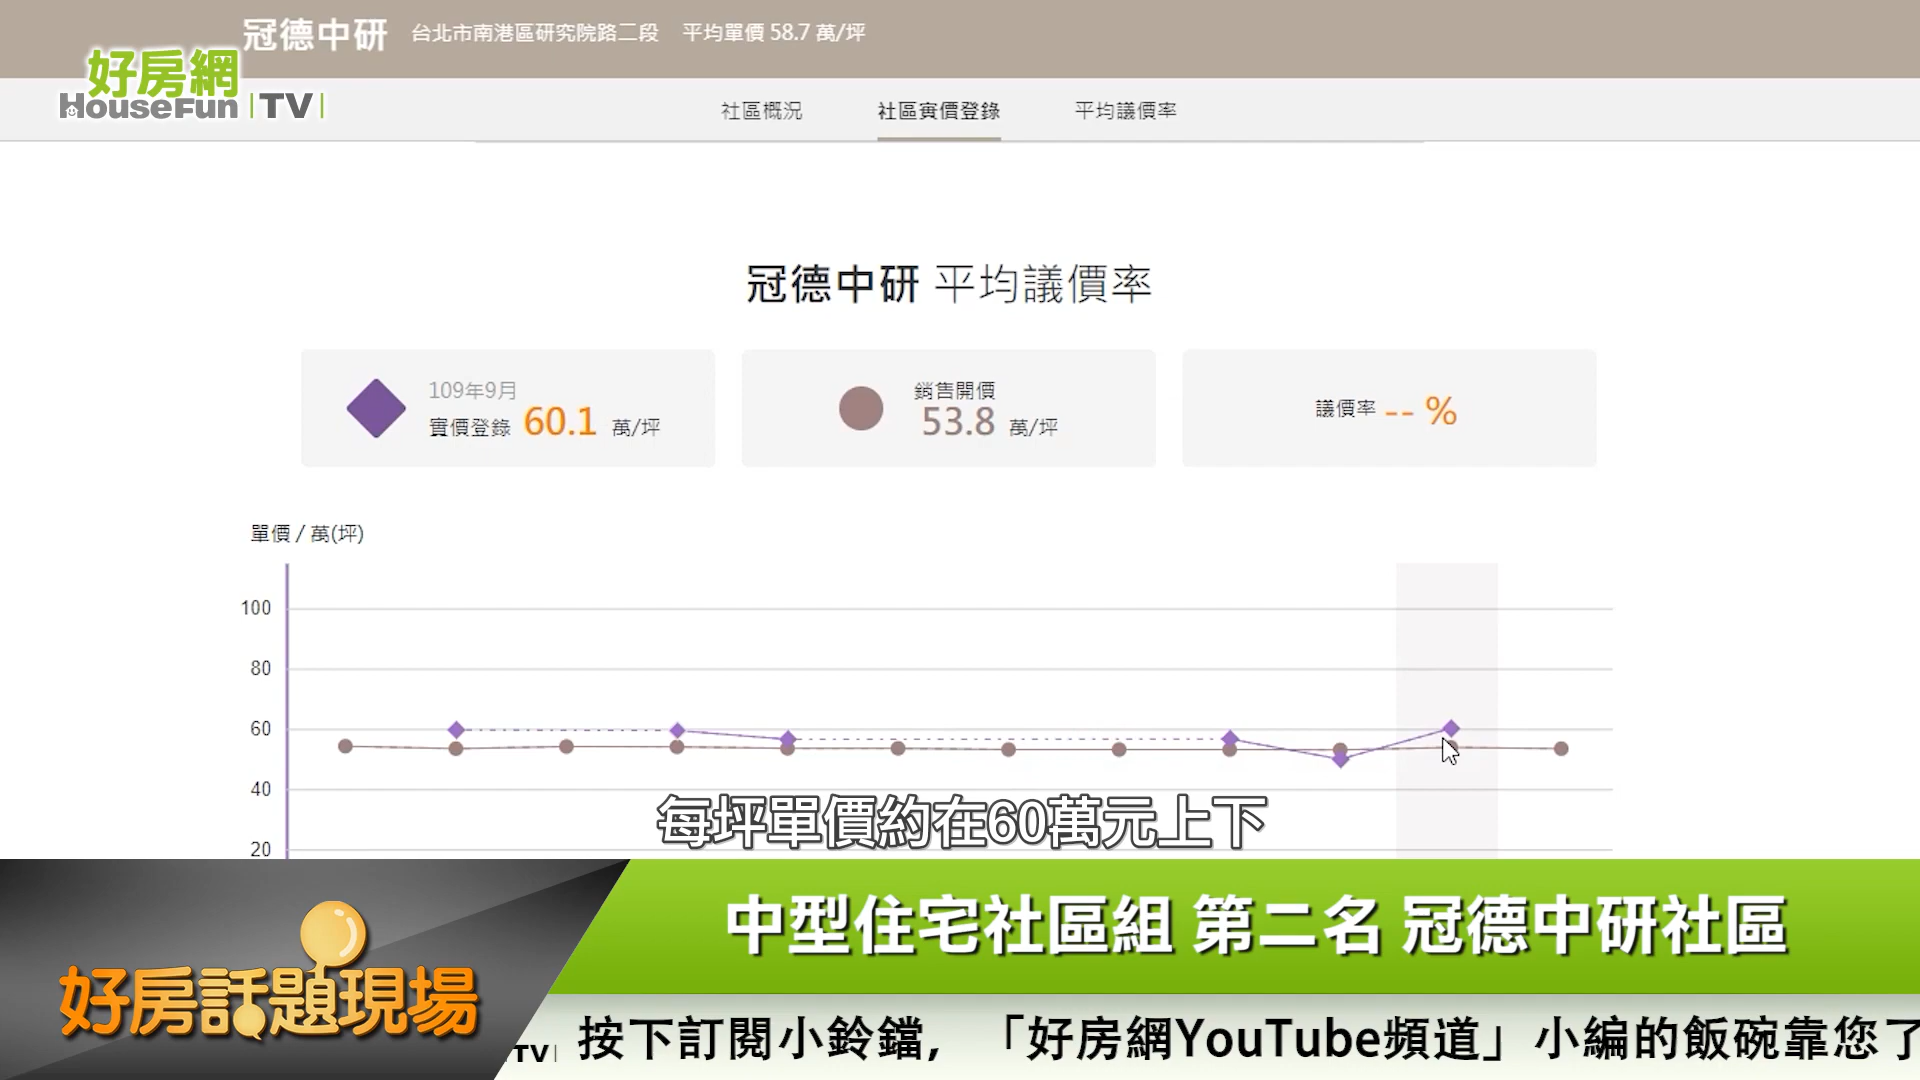 冠德中研 台北市南港區研究院路二段 平均單價 58.7 萬/坪
好房網
HouseFun TV
社區概況 社區實價登錄 平均議價率
冠德中研 平均議價率
109年9月
實價登錄 60.1 萬/坪
銷售開價
53.8 萬/坪
議價率 -- %
單價 / 萬(坪)
100
80
60
40
20
每坪單價約在60萬元上下
中型住宅社區組 第二名 冠德中研社區
好房話題現場
TV
按下訂閱小鈴鐺，「好房網YouTube頻道」小編的飯碗靠您了